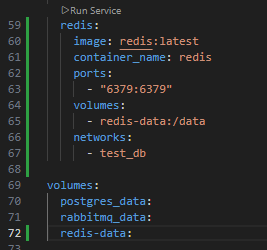 ▷Run Service
59 redis:
60 image: redis:latest
61 container_name: redis
62 ports:
63 - "6379:6379"
64 volumes:
65 - redis-data:/data
66 networks:
67 - test_db
68
69 volumes:
70 postgres_data:
71 rabbitmq_data:
72 redis-data: